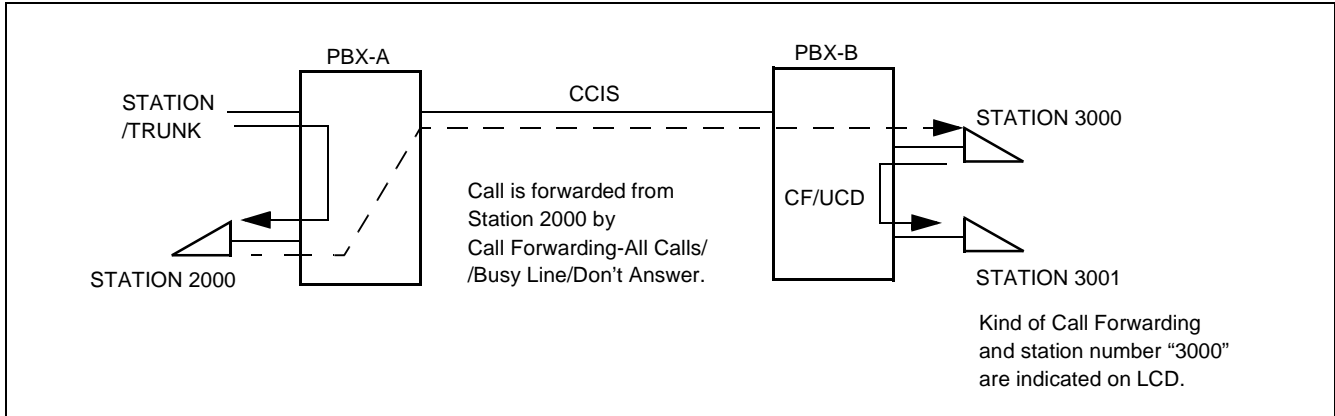 PBX-A
PBX-B
STATION
/TRUNK
CCIS
STATION 3000
Call is forwarded from
Station 2000 by
Call Forwarding-All Calls/
/Busy Line/Don't Answer.
CF/UCD
STATION 2000
STATION 3001
Kind of Call Forwarding
and station number “3000”
are indicated on LCD.